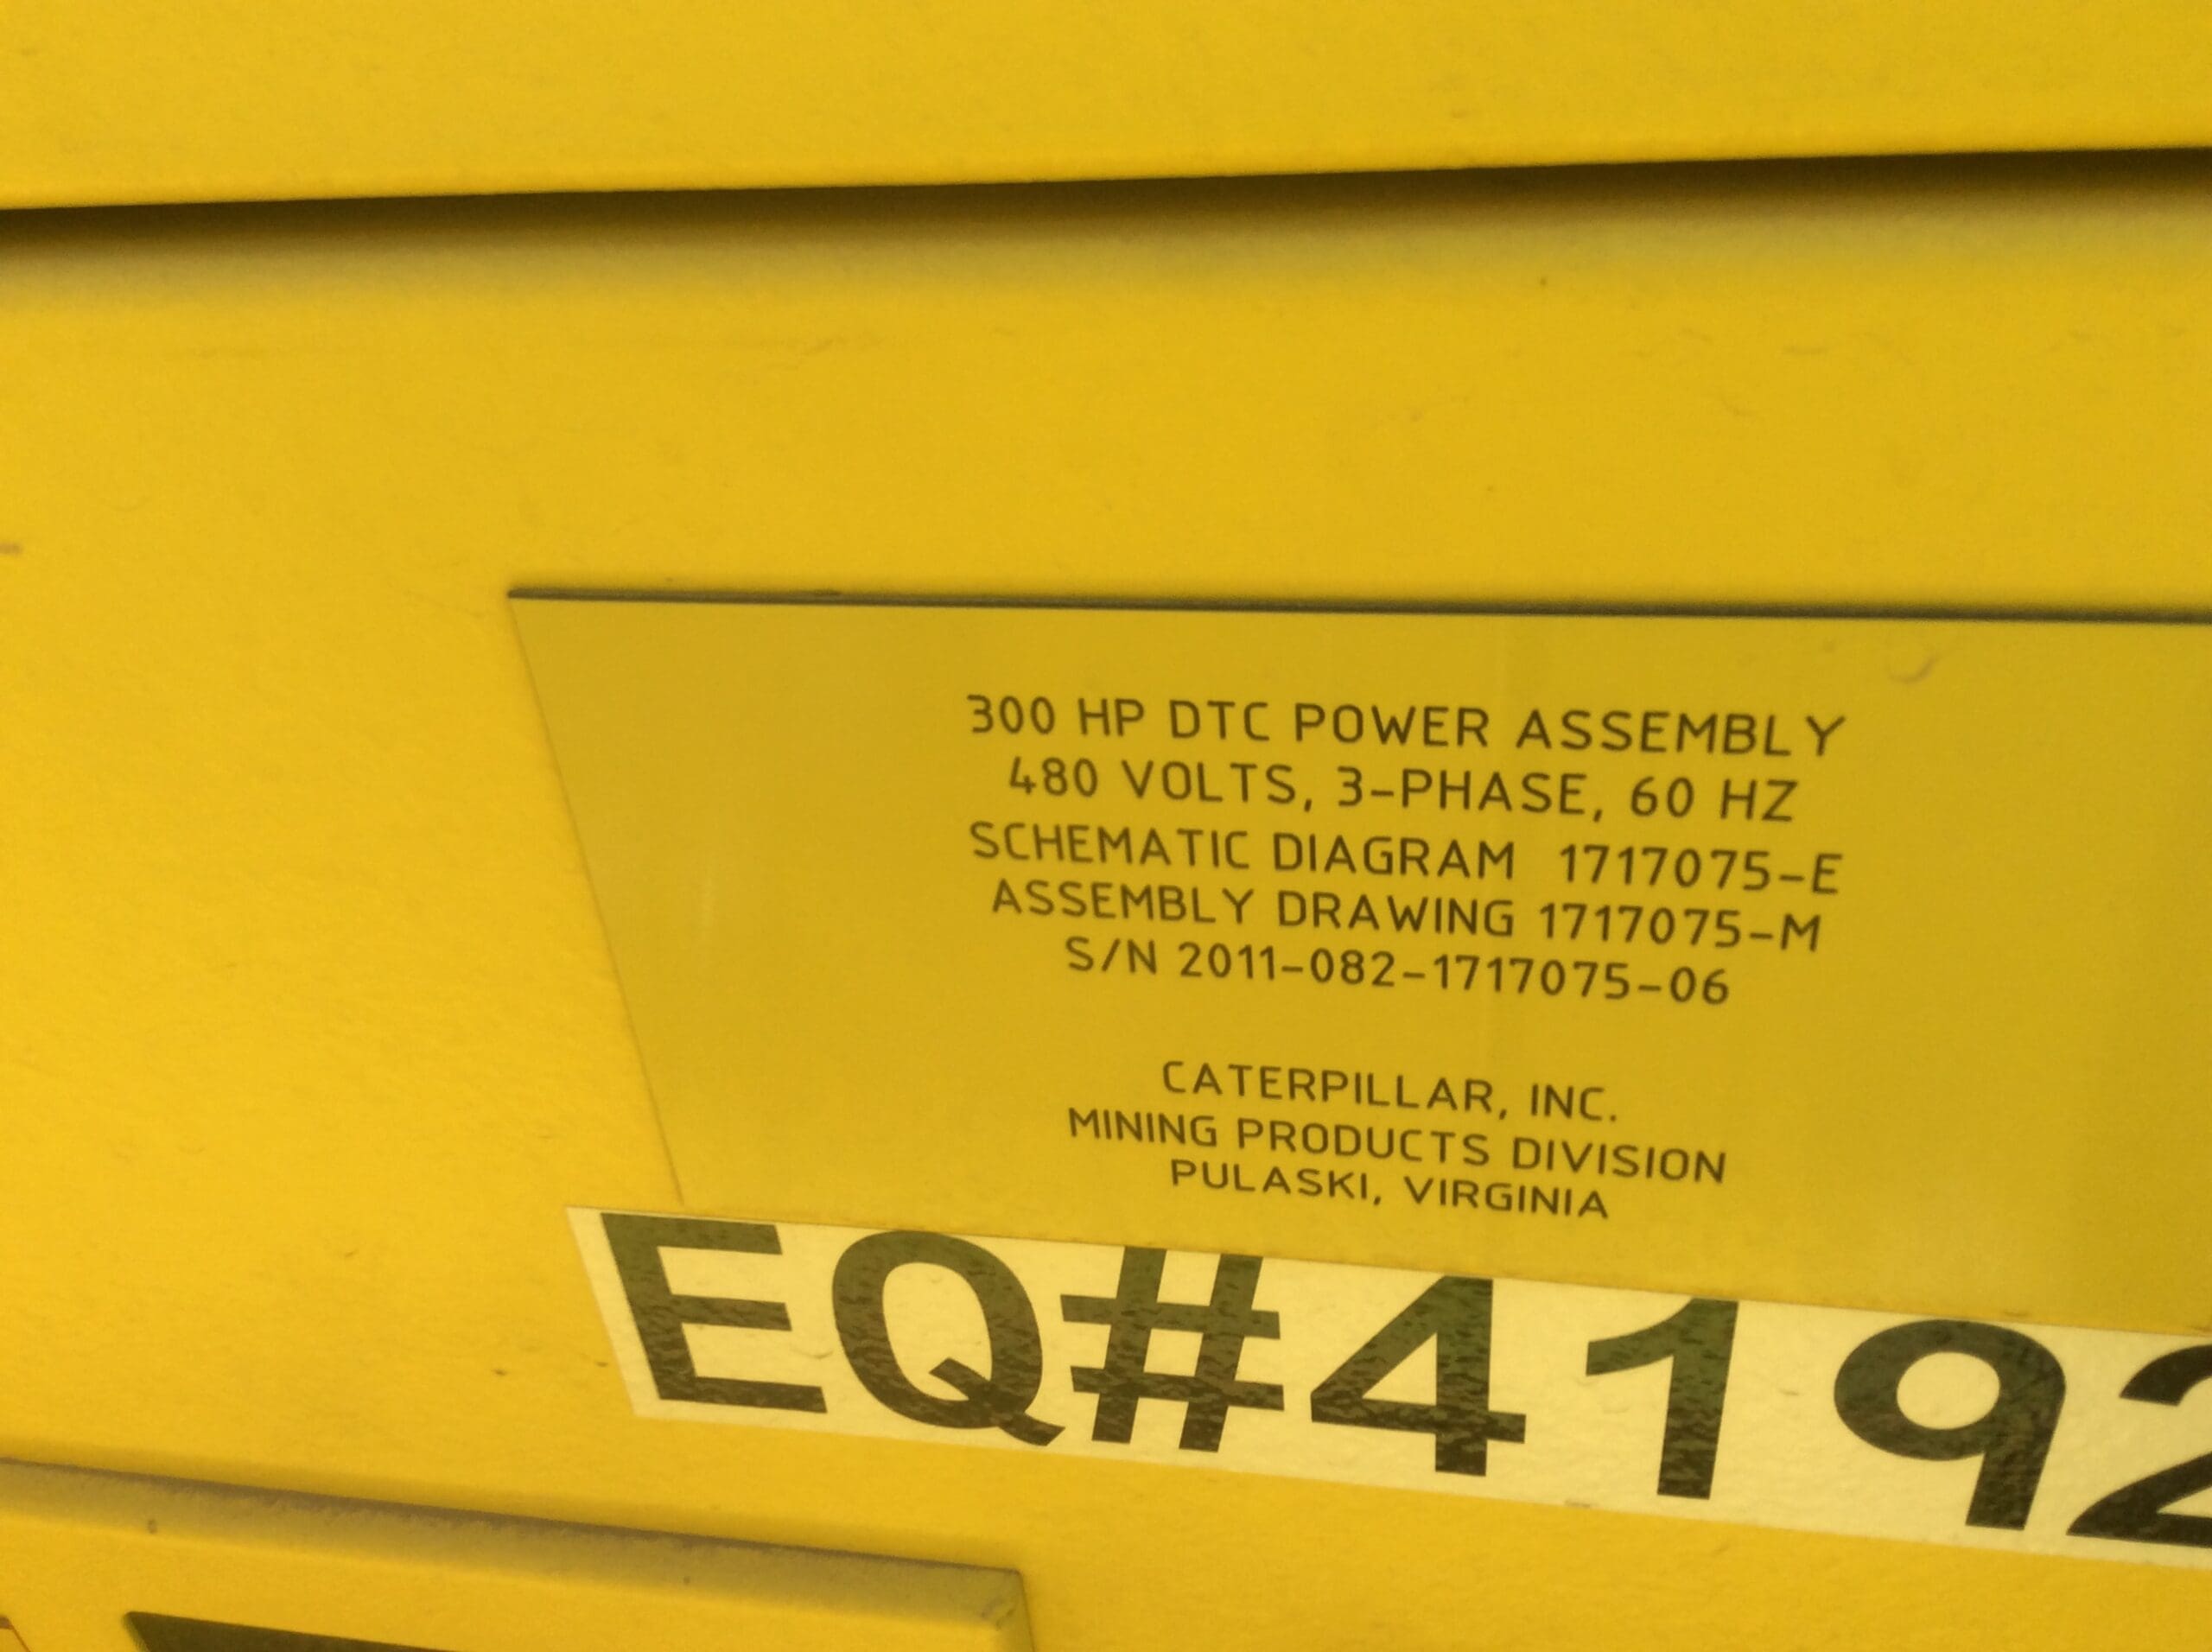 300 HP DTC POWER ASSEMBLY
480 VOLTS, 3-PHASE, 60 HZ
SCHEMATIC DIAGRAM 1717075-E
ASSEMBLY DRAWING 1717075-M
S/N 2011-082-1717075-06
CATERPILLAR, INC.
MINING PRODUCTS DIVISION
PULASKI, VIRGINIA
EQ#4192